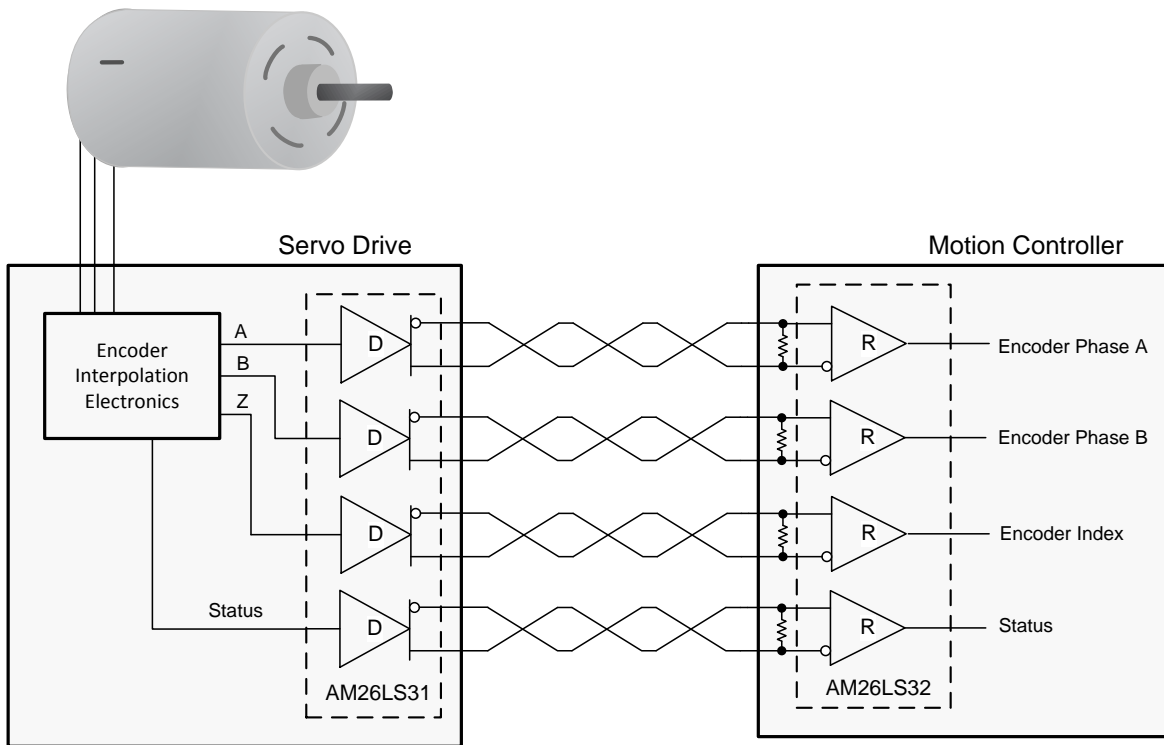 Servo Drive
Motion Controller
Encoder
Interpolation
Electronics
A
B
Z
Status
D
D
D
D
AM26LS31
R
R
R
R
AM26LS32
Encoder Phase A
Encoder Phase B
Encoder Index
Status